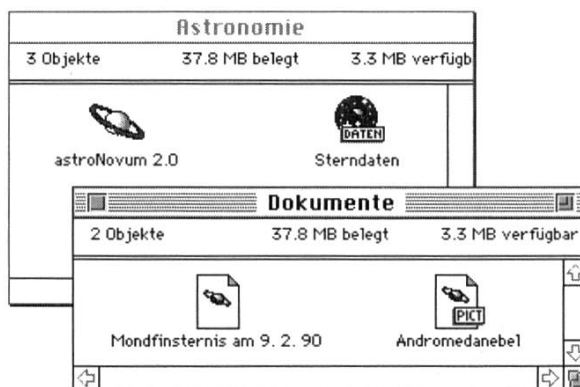 Astronomie
3 Objekte 37.8 MB belegt 3.3 MB verfügb
DATEN
astroNovum 2.0 Sterndaten
Dokumente
2 Objekte 37.8 MB belegt 3.3 MB verfügbar
PICT
Mondfinsternis am 9. 2. 90 Andromedanebel